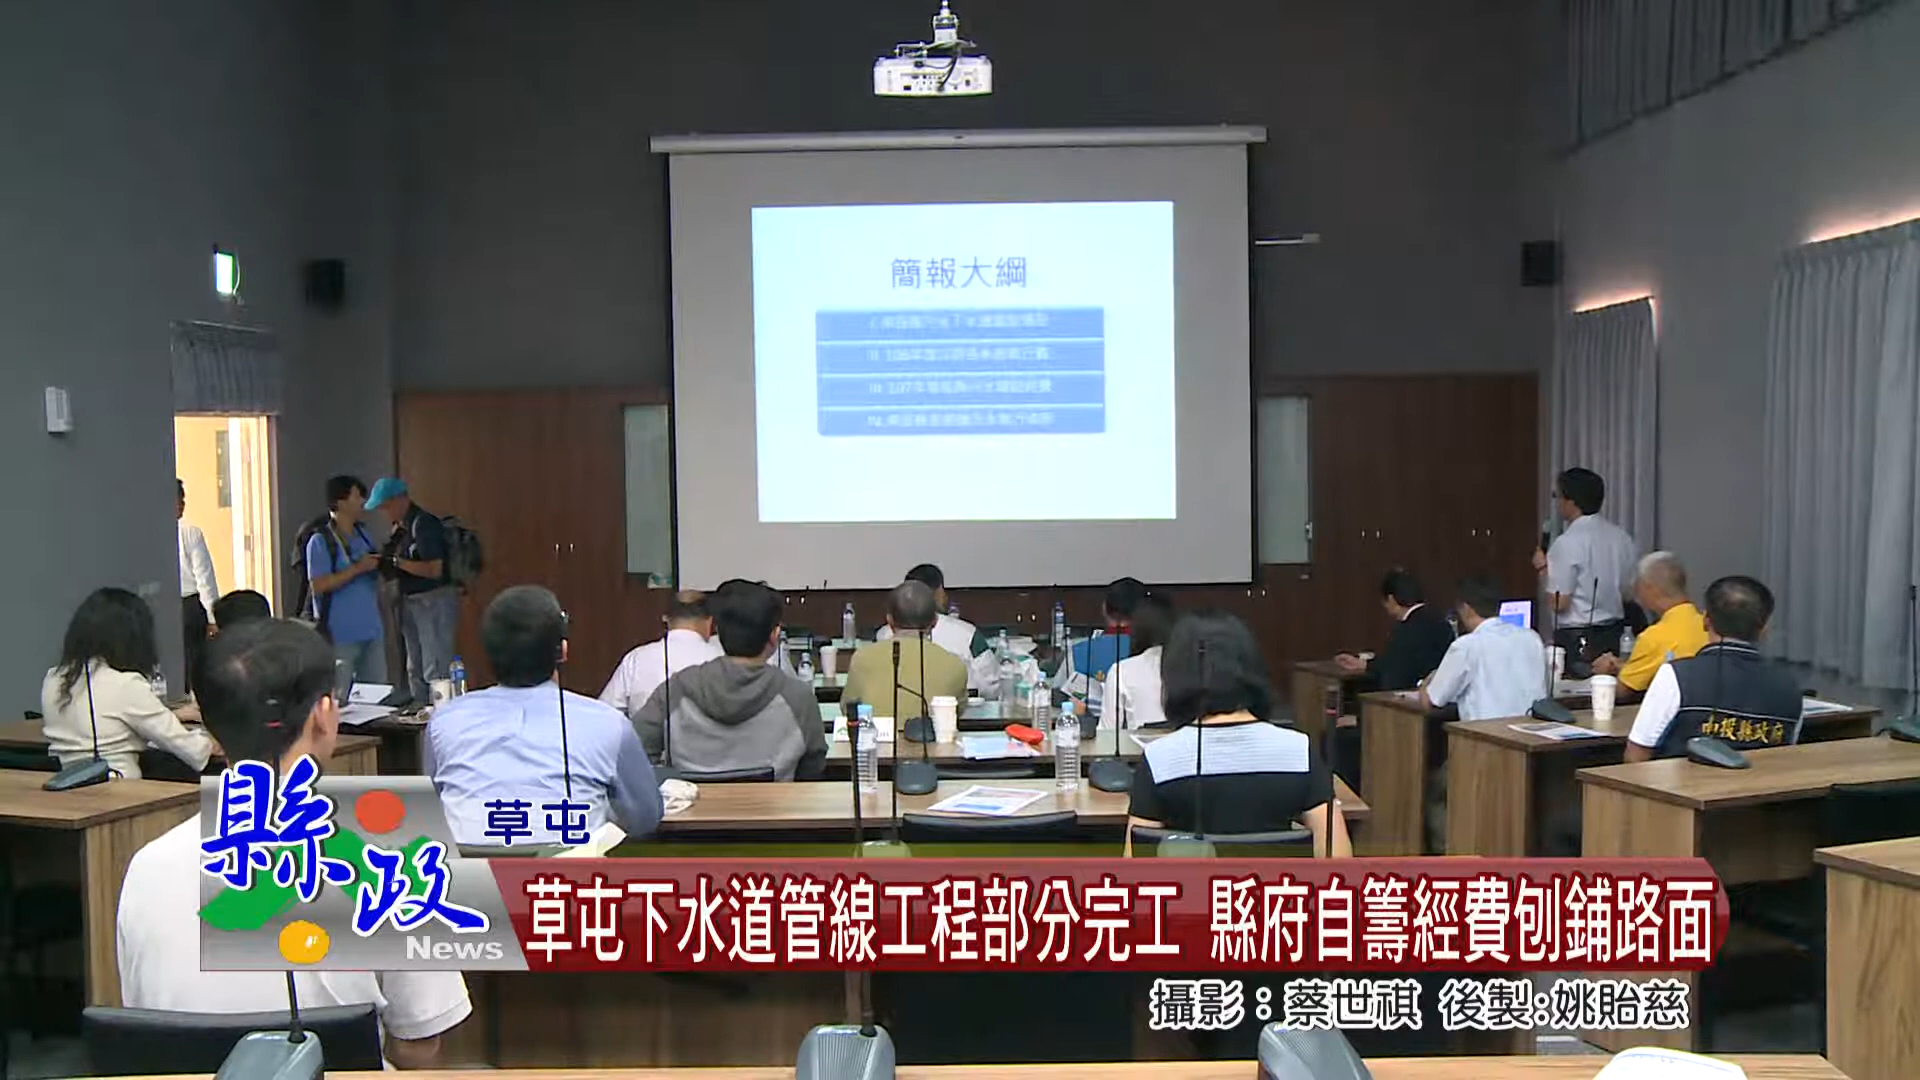 簡報大綱
南投縣政府
縣政
News
草屯
草屯下水道管線工程部分完工 縣府自籌經費刨鋪路面
攝影：蔡世祺 後製:姚貽慈